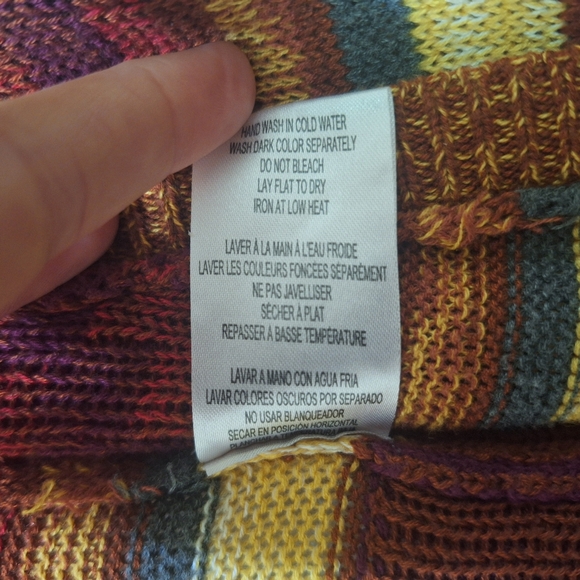 HAND WASH IN COLD WATER
WASH DARK COLOR SEPARATELY
DO NOT BLEACH
LAY FLAT TO DRY
IRON AT LOW HEAT
LAVER À LA MAIN À L'EAU FROIDE
LAVER LES COULEURS FONCÉES SÉPARÉMENT
NE PAS JAVELLISER
SÉCHER À PLAT
REPASSER A BASSE TEMPÉRATURE
LAVAR A MANO CON AGUA FRIA
LAVAR COLORES OSCUROS POR SEPARADO
NO USAR BLANQUEADOR
SECAR EN POSICIÓN HORIZONTAL